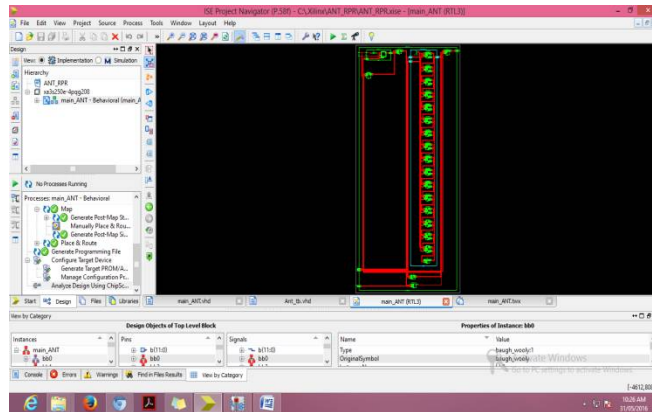 ISE Project Navigator (P.58f) - C:\Xilinx\ANT_RPR\ANT_RPR.xise - [main_ANT (RTL3)]
File Edit View Project Source Process Tools Window Layout Help
Design
View: Implementation Simulation
Hierarchy
ANT_RPR
main_ANT - Behavioral (main_A
No Processes Running
Processes: main_ANT - Behavioral
Map
Generate Post-Map St...
Manually Place & Rou...
Generate Post-Map Si...
Place & Route
Generate Programming File
Configure Target Device
Generate Target PROM/A...
Manage Configuration Pr...
Analyze Design Using ChipSc...
Start Design Files Libraries
main_ANT.vhd Ant_tb.vhd main_ANT (RTL3) main_ANT.twx
View by Category
Design Objects of Top Level Block Properties of Instance: bb0
Instances Pins Signals Name Value
main_ANT b(11:0) b(11:0) Type baugh_wooly:1
bb0 bb0 bb0 OriginalSymbol baugh_wooly
Activate Windows
Go to PC settings to activate Windows.
Console Errors Warnings Find in Files Results View by Category
10:26 AM
31/05/2016